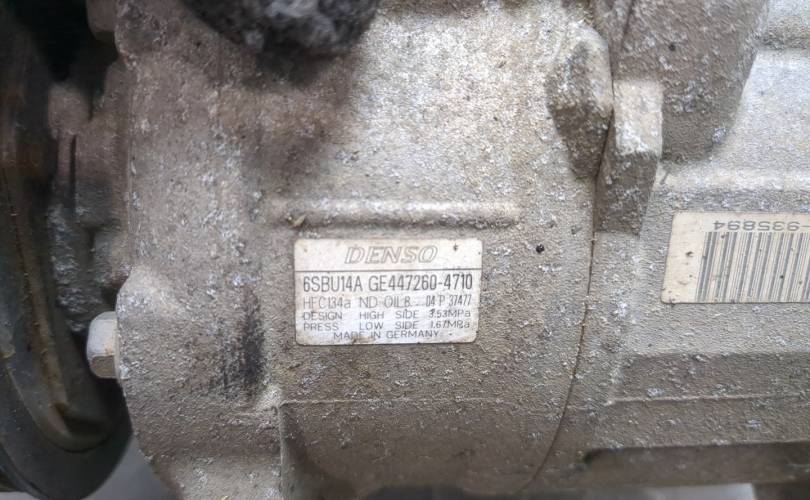 DENSO
6SBU14A GE447260-4710
HFC134a ND-OIL8 04 P 37477
DESIGN HIGH SIDE 3.53MPa
PRESS LOW SIDE 1.67MPa
MADE IN GERMANY
-935894